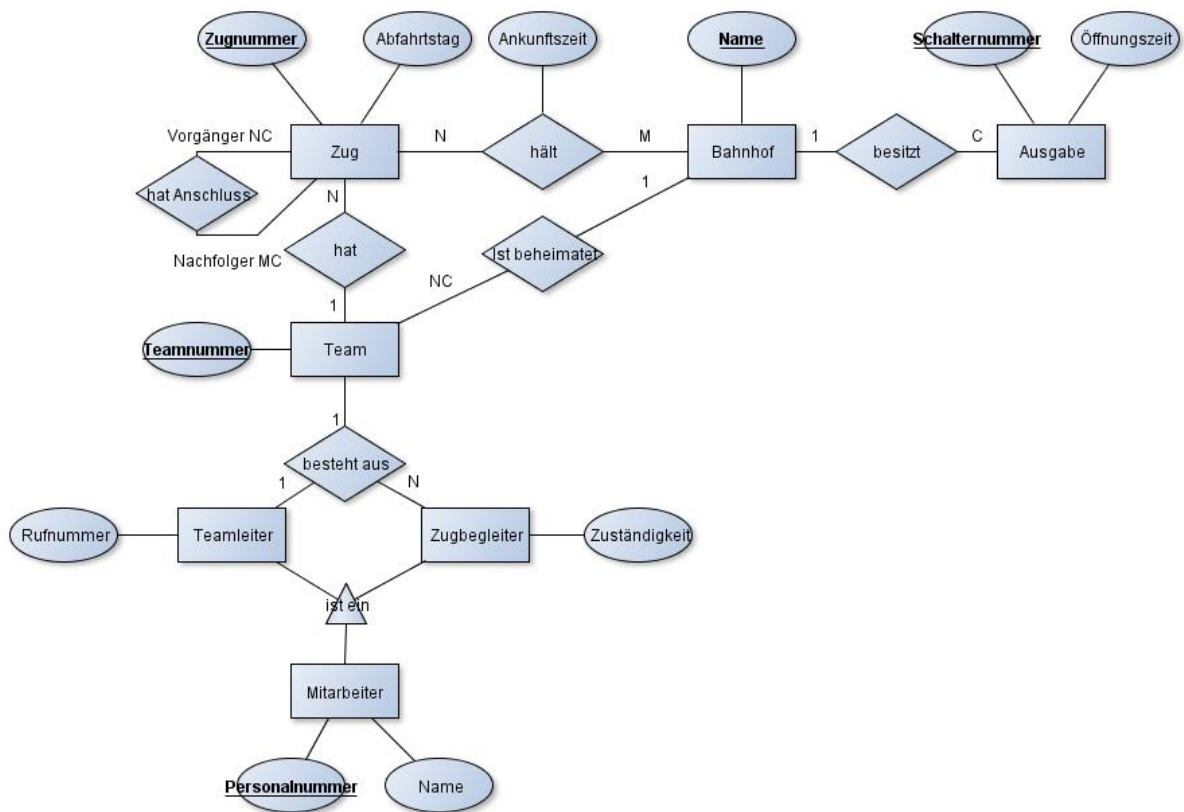 Zugnummer
Abfahrtstag
Ankunftszeit
Name
Schalternummer
Öffnungszeit
Vorgänger NC
Zug
N
hält
M
Bahnhof
1
besitzt
C
Ausgabe
hat Anschluss
N
1
Nachfolger MC
hat
Ist beheimatet
NC
1
Teamnummer
Team
1
besteht aus
1
N
Rufnummer
Teamleiter
Zugbegleiter
Zuständigkeit
ist ein
Mitarbeiter
Personalnummer
Name